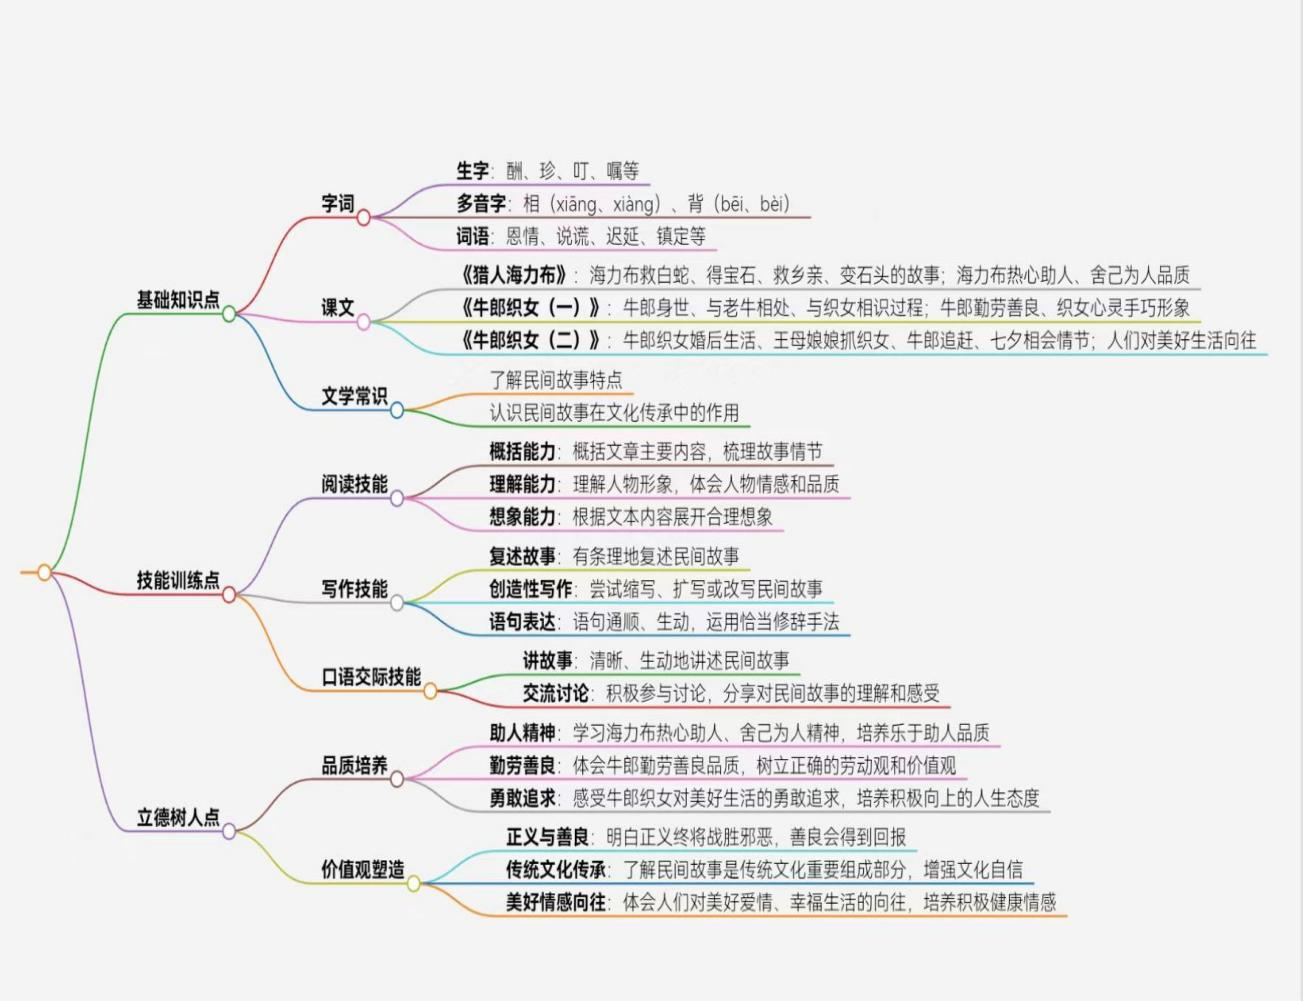 生字：酬、珍、叮、嘱等
字词
多音字：相（xiāng、xiàng）、背（bēi、bèi）
词语：恩情、说谎、迟延、镇定等
《猎人海力布》：海力布救白蛇、得宝石、救乡亲、变石头的故事；海力布热心助人、舍己为人品质
基础知识点
课文
《牛郎织女（一）》：牛郎身世、与老牛相处、与织女相识过程；牛郎勤劳善良、织女心灵手巧形象
《牛郎织女（二）》：牛郎织女婚后生活、王母娘娘抓织女、牛郎追赶、七夕相会情节；人们对美好生活向往
了解民间故事特点
文学常识
认识民间故事在文化传承中的作用
概括能力：概括文章主要内容，梳理故事情节
阅读技能
理解能力：理解人物形象，体会人物情感和品质
想象能力：根据文本内容展开合理想象
复述故事：有条理地复述民间故事
技能训练点
写作技能
创造性写作：尝试缩写、扩写或改写民间故事
语句表达：语句通顺、生动，运用恰当修辞手法
讲故事：清晰、生动地讲述民间故事
口语交际技能
交流讨论：积极参与讨论，分享对民间故事的理解和感受
助人精神：学习海力布热心助人、舍己为人精神，培养乐于助人品质
品质培养
勤劳善良：体会牛郎勤劳善良品质，树立正确的劳动观和价值观
勇敢追求：感受牛郎织女对美好生活的勇敢追求，培养积极向上的人生态度
立德树人点
正义与善良：明白正义终将战胜邪恶，善良会得到回报
价值观塑造
传统文化传承：了解民间故事是传统文化重要组成部分，增强文化自信
美好情感向往：体会人们对美好爱情、幸福生活的向往，培养积极健康情感